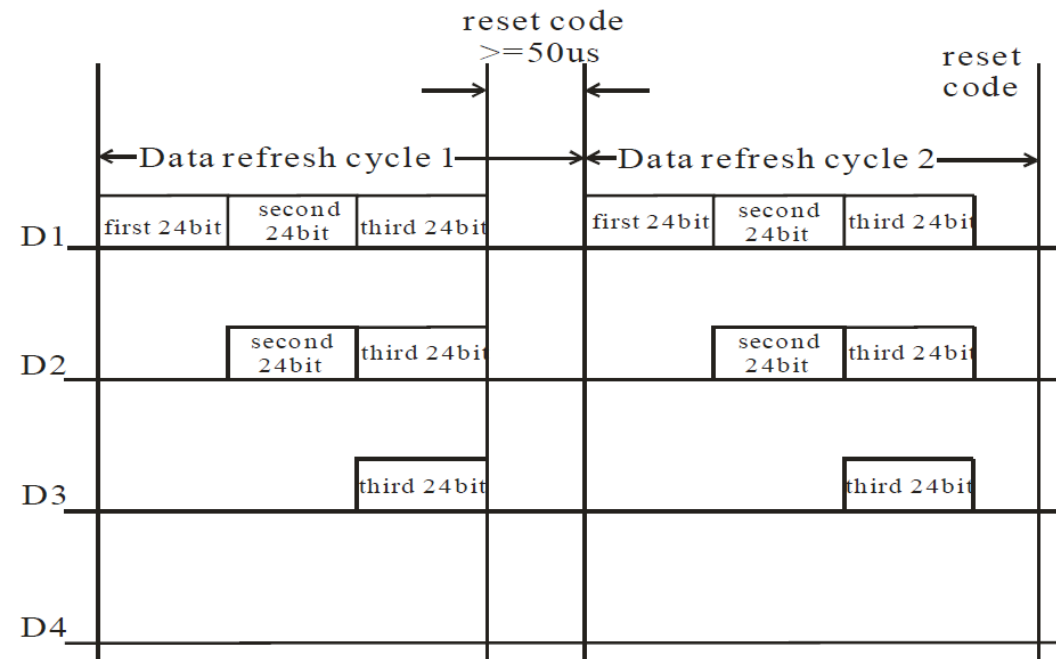 reset code
>=50us
reset
code
Data refresh cycle 1
Data refresh cycle 2
D1
first 24bit
second
24bit
third 24bit
first 24bit
second
24bit
third 24bit
D2
second
24bit
third 24bit
second
24bit
third 24bit
D3
third 24bit
third 24bit
D4